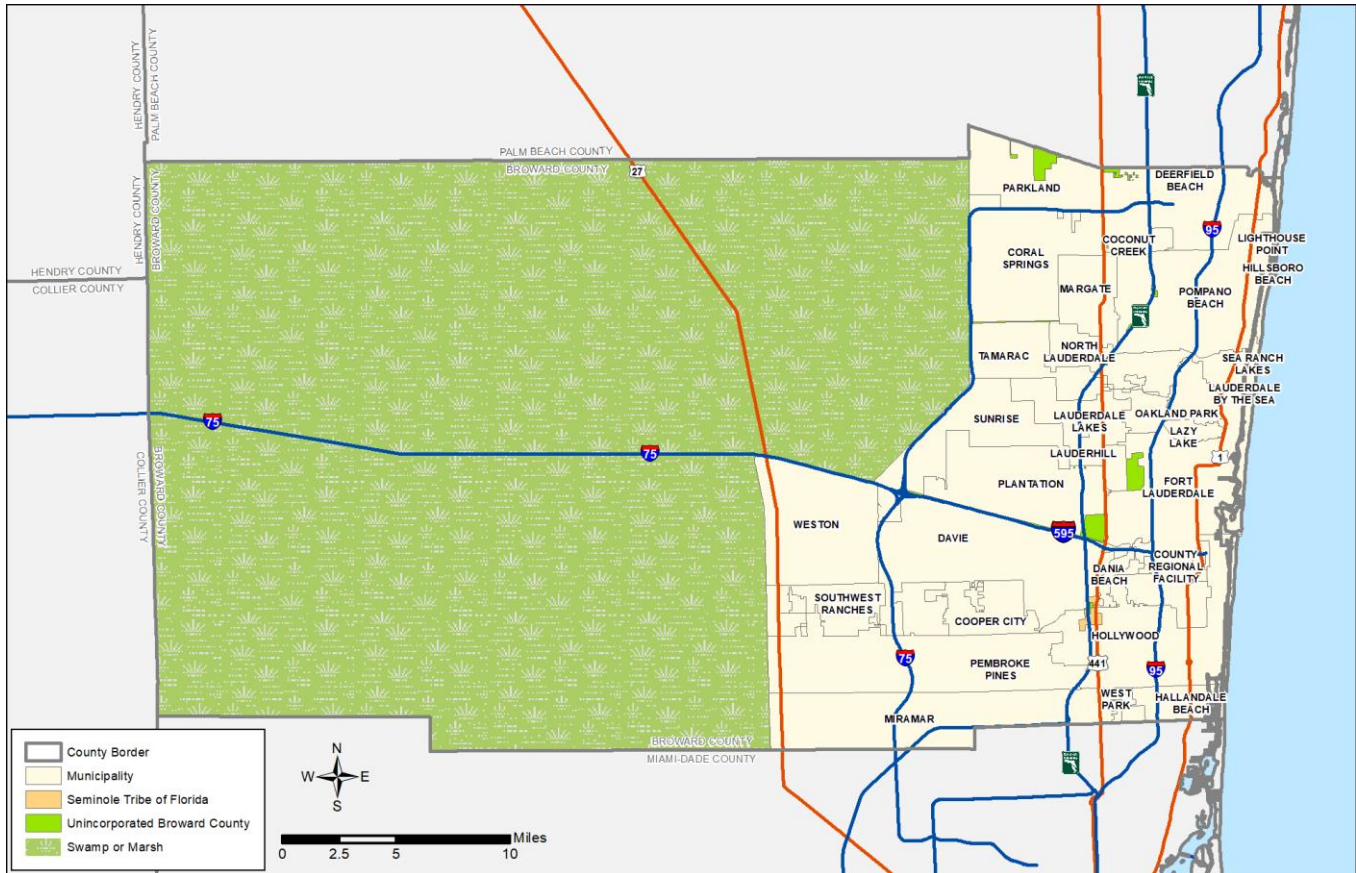 HENDRY COUNTY
PALM BEACH COUNTY
PALM BEACH COUNTY
BROWARD COUNTY
27
HENDRY COUNTY
BROWARD COUNTY
HENDRY COUNTY
COLLIER COUNTY
PARKLAND
DEERFIELD
BEACH
95
CORAL
SPRINGS
COCONUT
CREEK
LIGHTHOUSE
POINT
HILLSBORO
BEACH
MARGATE
POMPANO
BEACH
TAMARAC
NORTH
LAUDERDALE
SEA RANCH
LAKES
LAUDERDALE
BY THE SEA
SUNRISE
LAUDERDALE
LAKES
OAKLAND PARK
LAZY
LAKE
75
75
1
LAUDERHILL
COLLIER COUNTY
BROWARD COUNTY
PLANTATION
FORT
LAUDERDALE
WESTON
DAVIE
595
COUNTY
REGIONAL
FACILITY
DANIA
BEACH
SOUTHWEST
RANCHES
COOPER CITY
HOLLYWOOD
75
PEMBROKE
PINES
441
95
WEST
PARK
HALLANDALE
BEACH
MIRAMAR
BROWARD COUNTY
MIAMI-DADE COUNTY
County Border
Municipality
Seminole Tribe of Florida
Unincorporated Broward County
Swamp or Marsh
N
W E
S
Miles
0 2.5 5 10